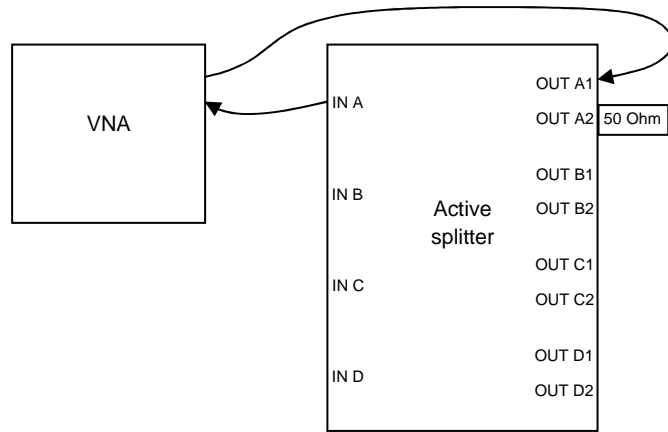 VNA
IN A
IN B
IN C
IN D
Active
splitter
OUT A1
OUT A2
50 Ohm
OUT B1
OUT B2
OUT C1
OUT C2
OUT D1
OUT D2